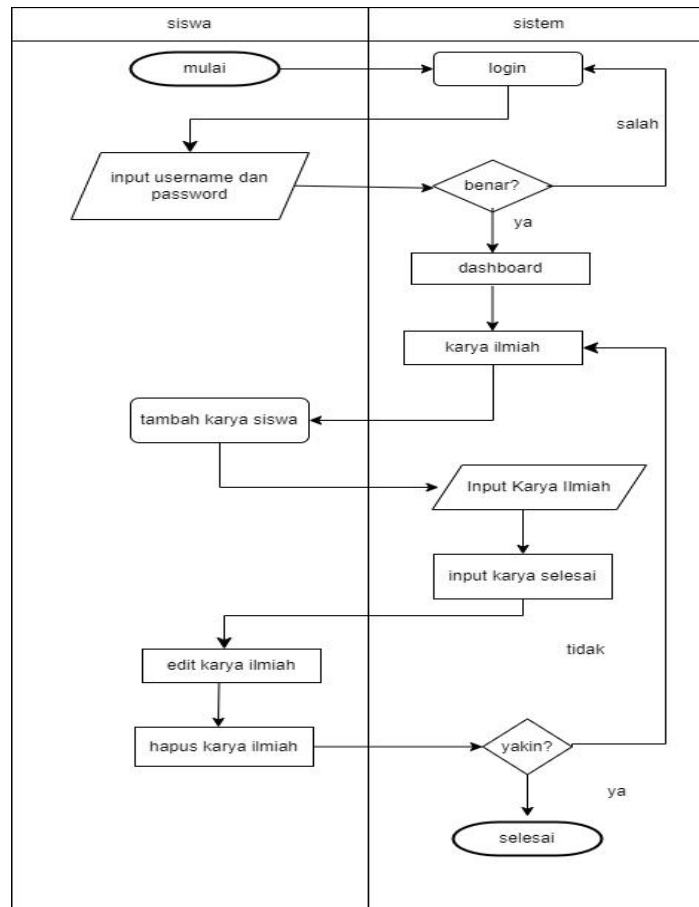 siswa
sistem
mulai
login
salah
input username dan
password
benar?
ya
dashboard
karya ilmiah
tambah karya siswa
Input Karya Ilmiah
input karya selesai
tidak
edit karya ilmiah
hapus karya ilmiah
yakin?
ya
selesai